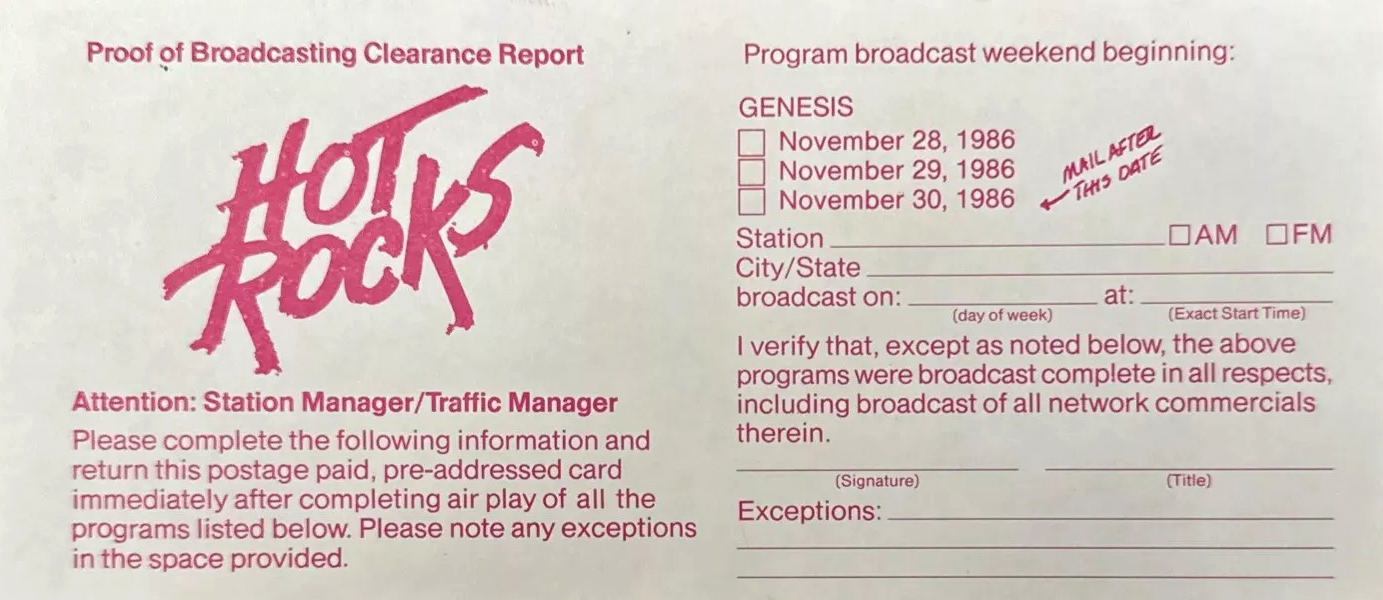 Proof of Broadcasting Clearance Report
HOT
ROCKS
Attention: Station Manager/Traffic Manager
Please complete the following information and
return this postage paid, pre-addressed card
immediately after completing air play of all the
programs listed below. Please note any exceptions
in the space provided.
Program broadcast weekend beginning:
GENESIS
November 28, 1986
November 29, 1986
November 30, 1986
MAIL AFTER
THIS DATE
Station AM FM
City/State
broadcast on: at:
(day of week) (Exact Start Time)
I verify that, except as noted below, the above
programs were broadcast complete in all respects,
including broadcast of all network commercials
therein.
(Signature) (Title)
Exceptions: